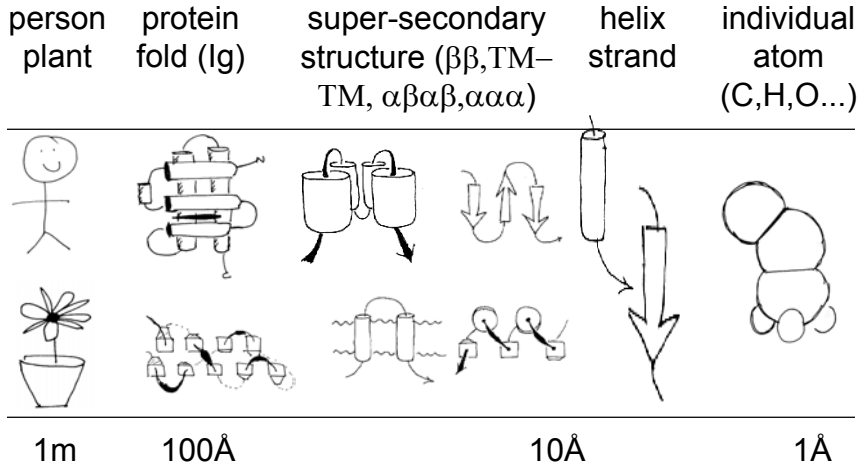 person
plant
protein
fold (Ig)
super-secondary
structure (ββ,TM–
TM, αβαβ,ααα)
helix
strand
individual
atom
(C,H,O...)
N
C
1m
100Å
10Å
1Å